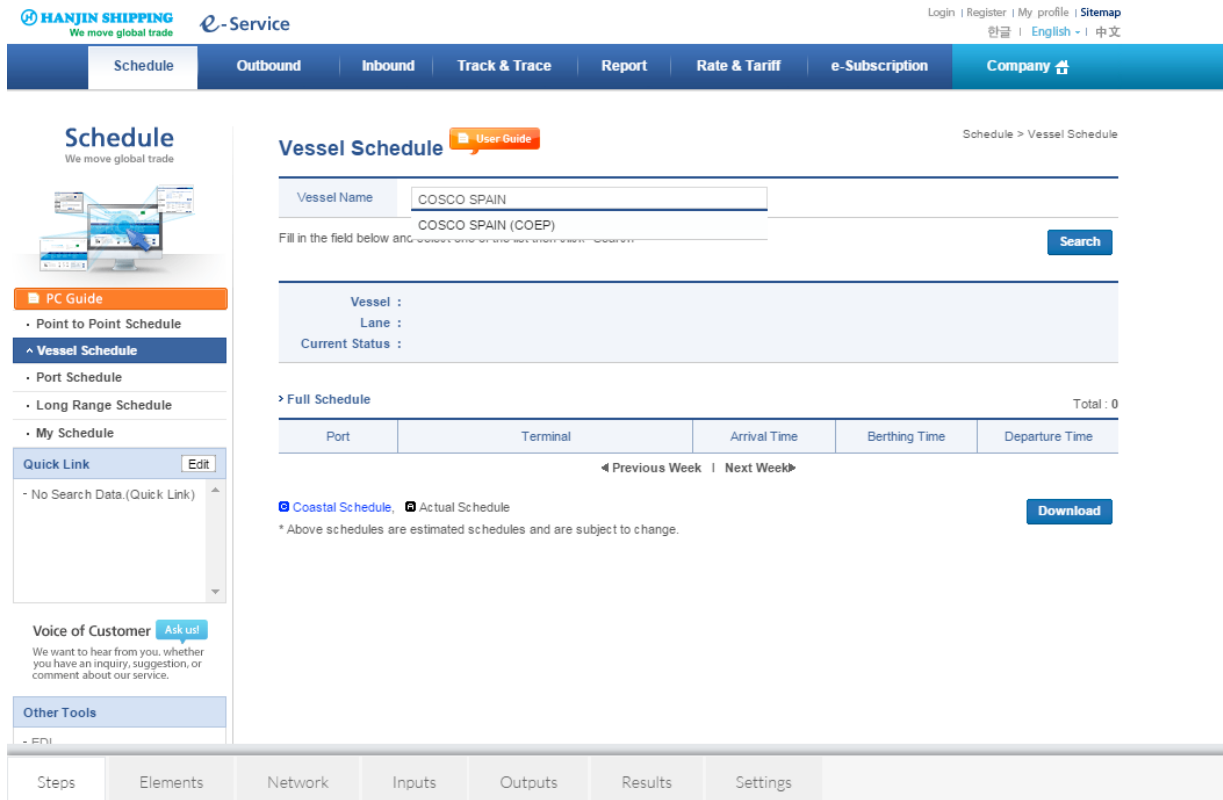 HANJIN SHIPPING
We move global trade
e-Service
Login | Register | My profile | Sitemap
한글 | English | 中文
Schedule Outbound Inbound Track & Trace Report Rate & Tariff e-Subscription Company
Schedule
We move global trade
PC Guide
Point to Point Schedule
Vessel Schedule
Port Schedule
Long Range Schedule
My Schedule
Quick Link Edit
- No Search Data.(Quick Link)
Voice of Customer Ask us!
We want to hear from you. whether
you have an inquiry, suggestion, or
comment about our service.
Other Tools
- EDI
Vessel Schedule User Guide
Schedule > Vessel Schedule
Vessel Name COSCO SPAIN
COSCO SPAIN (COEP)
Fill in the field below and
Search
Vessel :
Lane :
Current Status :
Full Schedule Total : 0
Port Terminal Arrival Time Berthing Time Departure Time
Previous Week | Next Week
C Coastal Schedule, A Actual Schedule
* Above schedules are estimated schedules and are subject to change.
Download
Steps Elements Network Inputs Outputs Results Settings